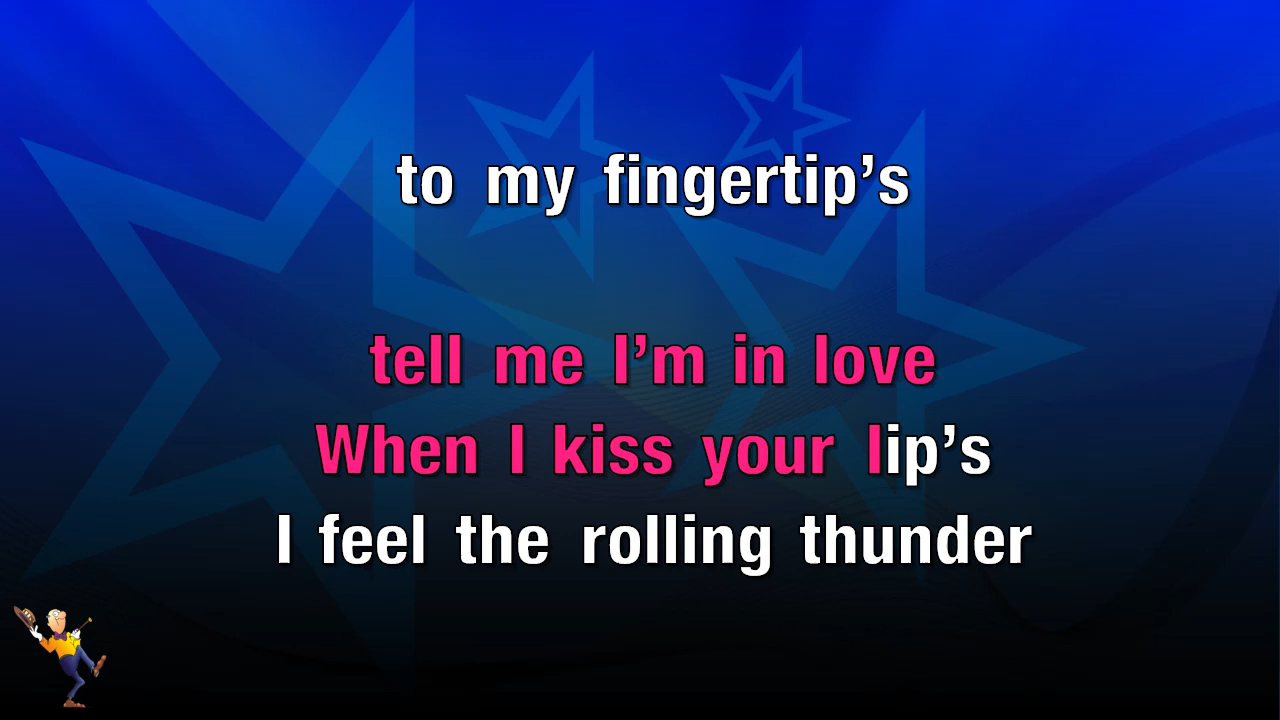 to my fingertip’s
tell me I’m in love
When I kiss your lip’s
I feel the rolling thunder